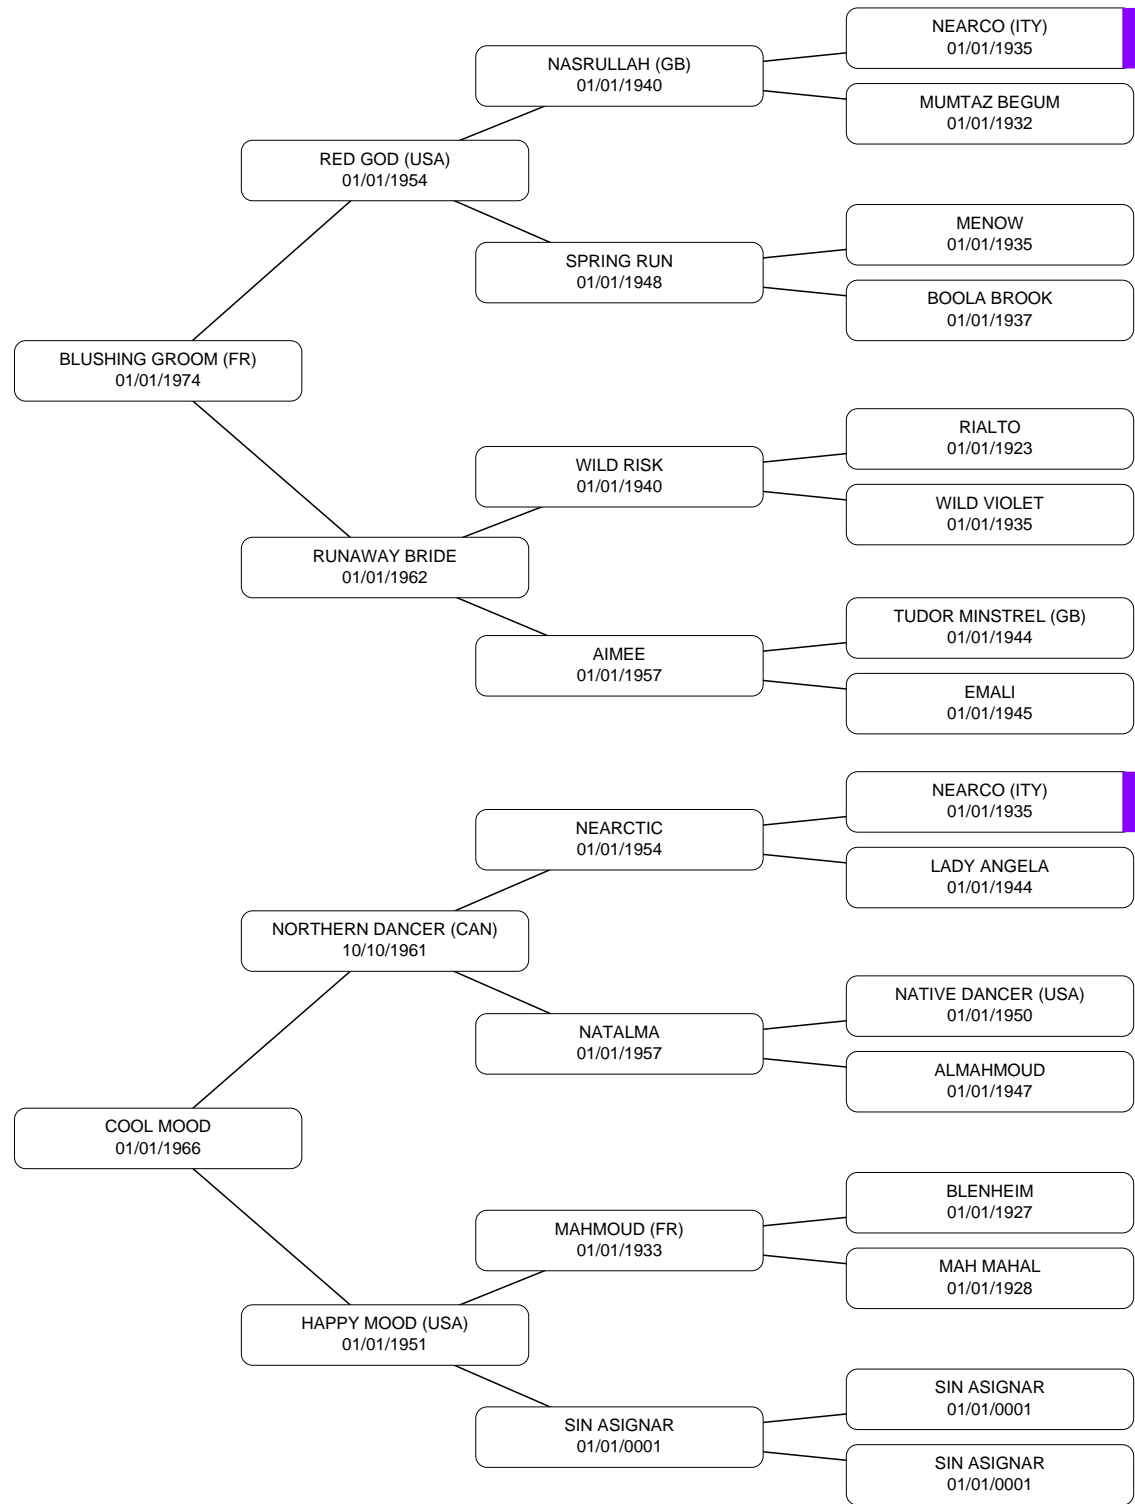 NEARCO (ITY)
01/01/1935
NASRULLAH (GB)
01/01/1940
MUMTAZ BEGUM
01/01/1932
RED GOD (USA)
01/01/1954
MENOW
01/01/1935
SPRING RUN
01/01/1948
BOOLA BROOK
01/01/1937
BLUSHING GROOM (FR)
01/01/1974
RIALTO
01/01/1923
WILD RISK
01/01/1940
WILD VIOLET
01/01/1935
RUNAWAY BRIDE
01/01/1962
TUDOR MINSTREL (GB)
01/01/1944
AIMEE
01/01/1957
EMALI
01/01/1945
NEARCO (ITY)
01/01/1935
NEARCTIC
01/01/1954
LADY ANGELA
01/01/1944
NORTHERN DANCER (CAN)
10/10/1961
NATIVE DANCER (USA)
01/01/1950
NATALMA
01/01/1957
ALMAHMOUD
01/01/1947
COOL MOOD
01/01/1966
BLENHEIM
01/01/1927
MAHMOUD (FR)
01/01/1933
MAH MAHAL
01/01/1928
HAPPY MOOD (USA)
01/01/1951
SIN ASIGNAR
01/01/0001
SIN ASIGNAR
01/01/0001
SIN ASIGNAR
01/01/0001